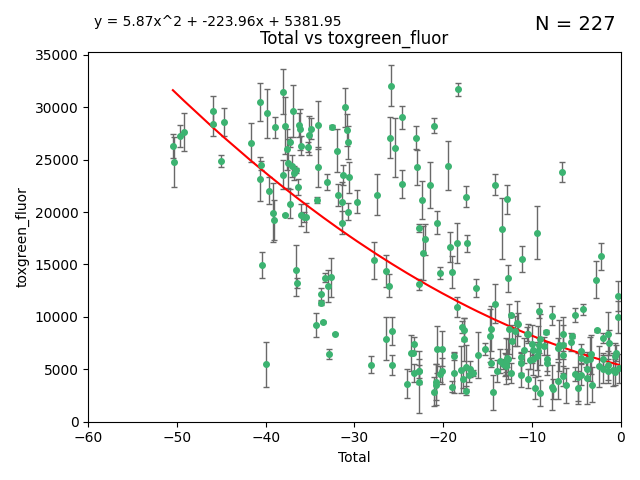 y = 5.87x^2 + -223.96x + 5381.95
N = 227
Total vs toxgreen_fluor
35000
30000
25000
20000
15000
10000
5000
0
toxgreen_fluor
−60 −50 −40 −30 −20 −10 0
Total